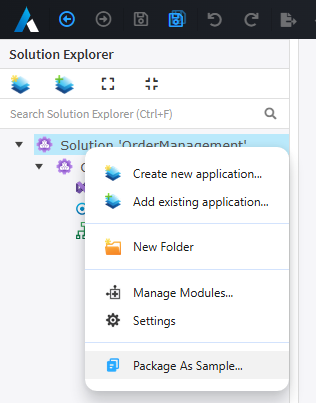 Solution Explorer
Search Solution Explorer (Ctrl+F)
Solution 'OrderManagement'
Create new application...
Add existing application...
New Folder
Manage Modules...
Settings
Package As Sample...